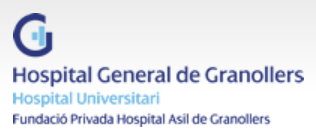 Hospital General de Granollers
Hospital Universitari
Fundació Privada Hospital Asil de Granollers